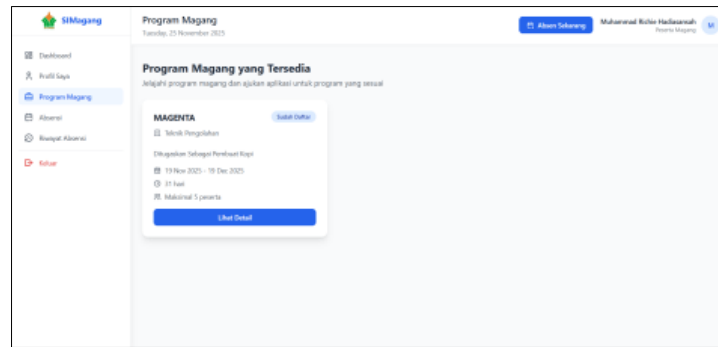 SIMagang
Program Magang
Tuesday, 25 November 2025
Absen Sekarang
Muhammad Richie Hadiansyah
Peserta Magang
M
Dashboard
Profil Saya
Program Magang
Absensi
Riwayat Absensi
Keluar
Program Magang yang Tersedia
Jelajahi program magang dan ajukan aplikasi untuk program yang sesuai
MAGENTA
Sudah Daftar
Teknik Pengolahan
Ditugaskan Sebagai Pembuat Kopi
19 Nov 2025 - 19 Dec 2025
31 hari
Maksimal 5 peserta
Lihat Detail